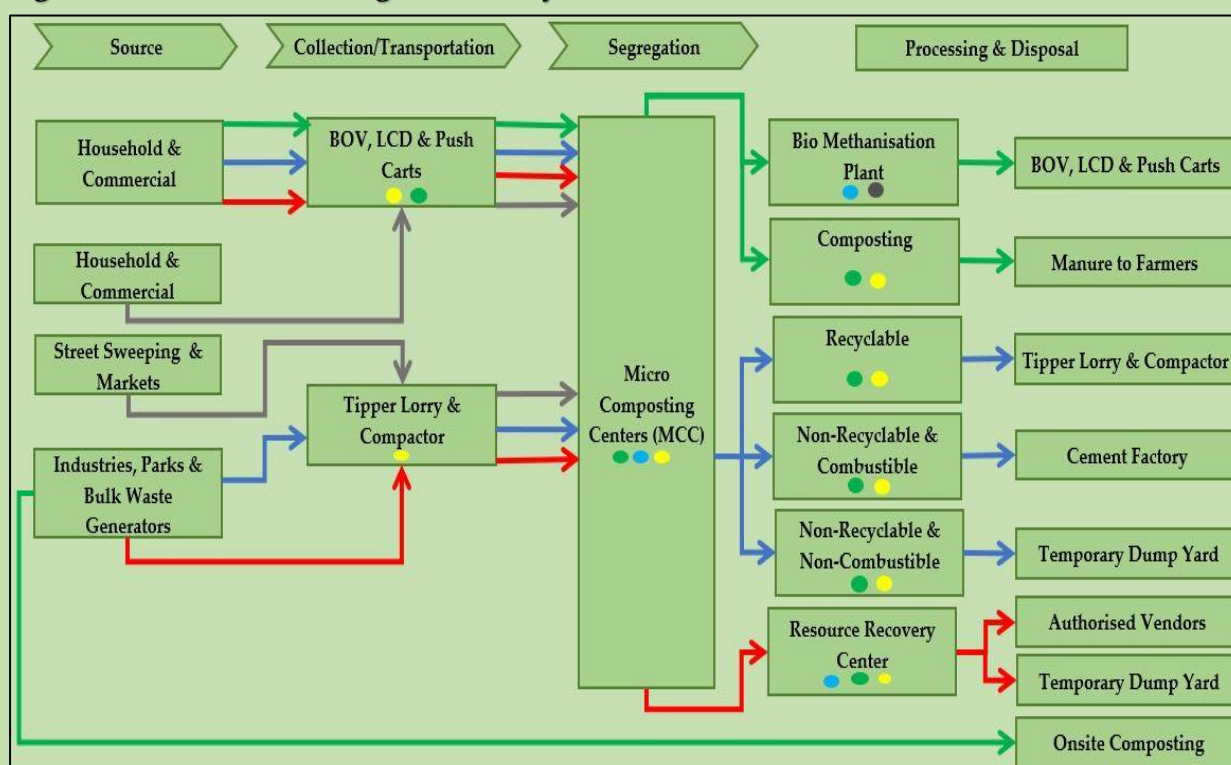 Source
Collection/Transportation
Segregation
Processing & Disposal
Household &
Commercial
BOV, LCD & Push
Carts
Bio Methanisation
Plant
BOV, LCD & Push Carts
Household &
Commercial
Composting
Manure to Farmers
Street Sweeping &
Markets
Tipper Lorry &
Compactor
Micro
Composting
Centers (MCC)
Recyclable
Tipper Lorry & Compactor
Industries, Parks &
Bulk Waste
Generators
Non-Recyclable &
Combustible
Cement Factory
Non-Recyclable &
Non-Combustible
Temporary Dump Yard
Resource Recovery
Center
Authorised Vendors
Temporary Dump Yard
Onsite Composting